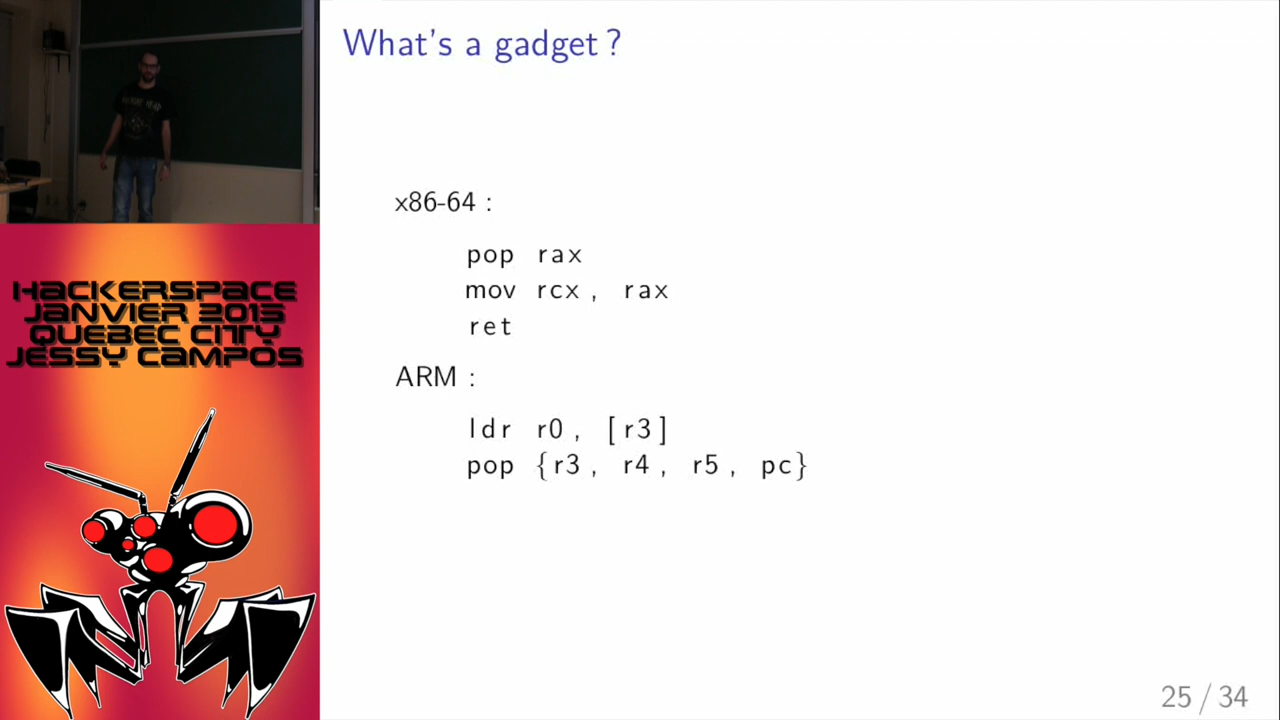 What's a gadget ?
x86-64 :
pop rax
mov rcx , rax
ret
ARM :
ldr r0 , [r3]
pop {r3 , r4 , r5 , pc}
25 / 34
HACKERSPACE
JANVIER 2015
QUEBEC CITY
JESSY CAMPOS